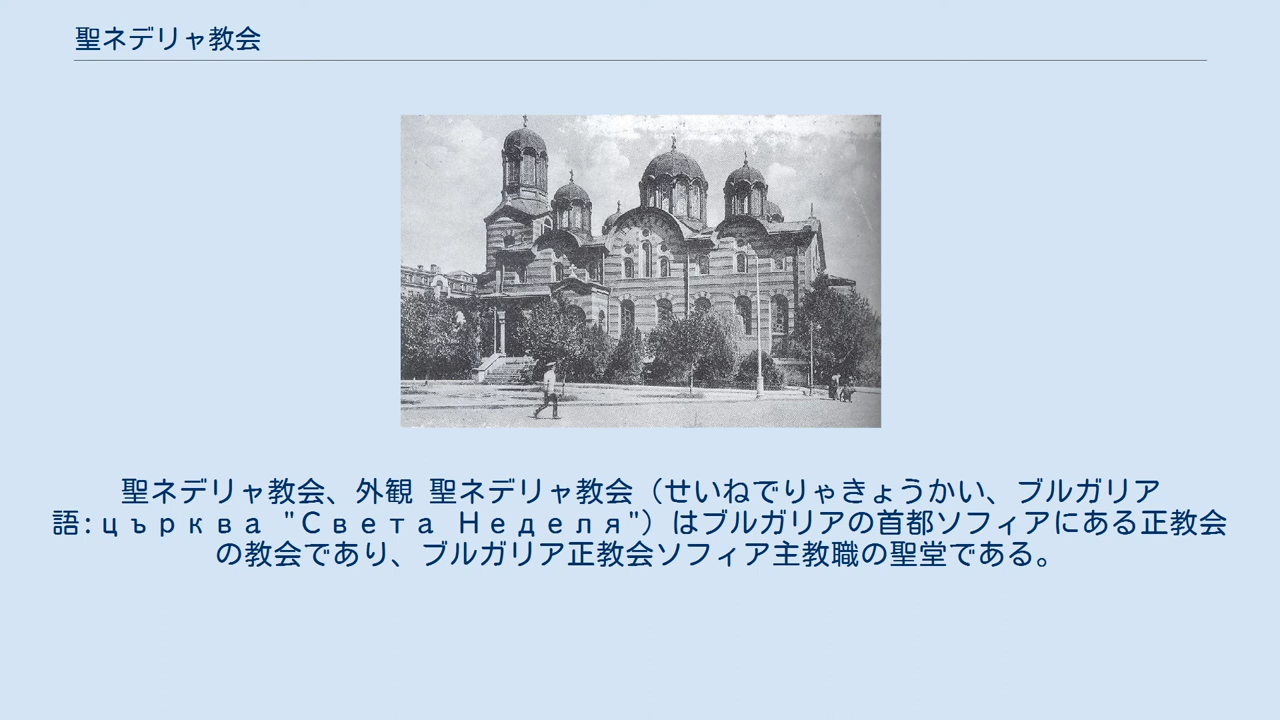 聖ネデリャ教会
聖ネデリャ教会、外観 聖ネデリャ教会（せいねでりゃきょうかい、ブルガリア
語:църква "Света Неделя"）はブルガリアの首都ソフィアにある正教会
の教会であり、ブルガリア正教会ソフィア主教職の聖堂である。